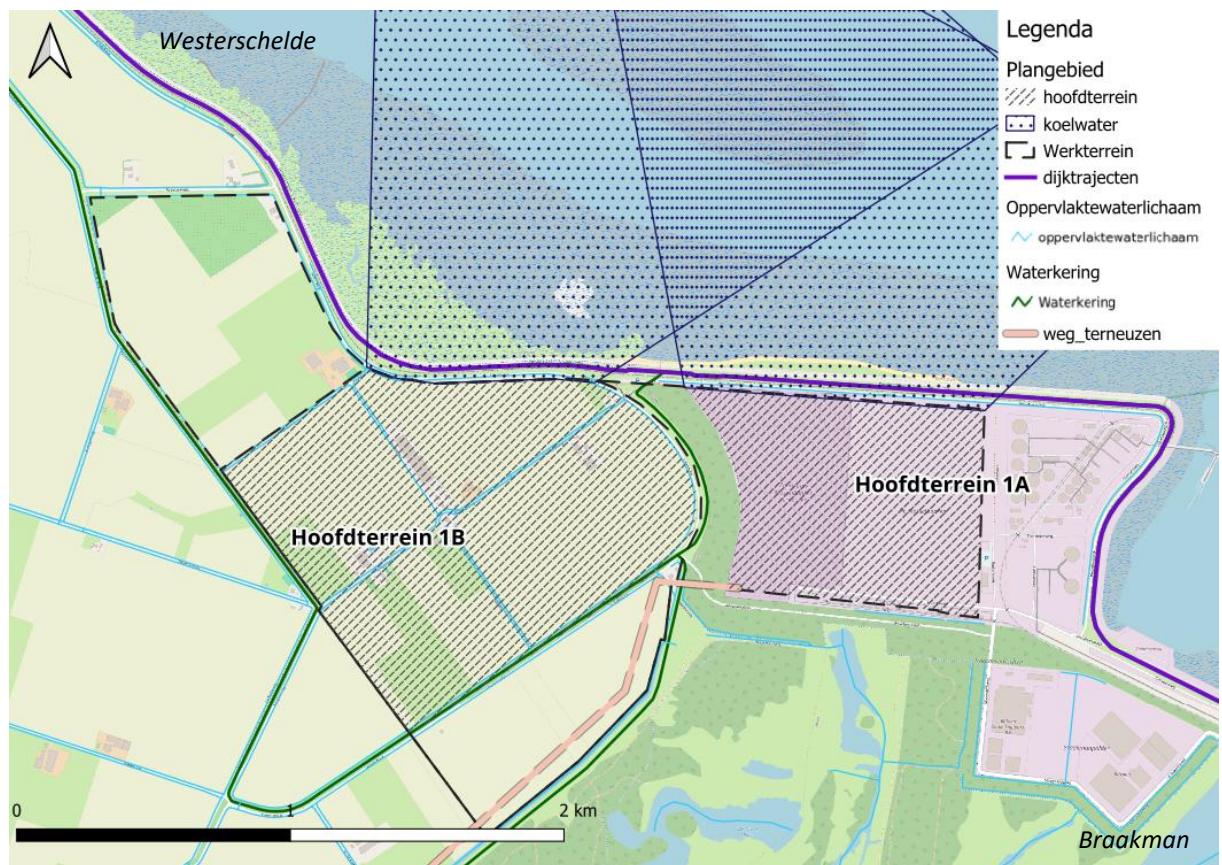 Westerschelde
Legenda
Plangebied
hoofdterrein
koelwater
Werkterrein
dijktrajecten
Oppervlaktewaterlichaam
oppervlaktewaterlichaam
Waterkering
Waterkering
weg_terneuzen
Hoofdterrein 1A
Hoofdterrein 1B
0
1
2 km
Braakman